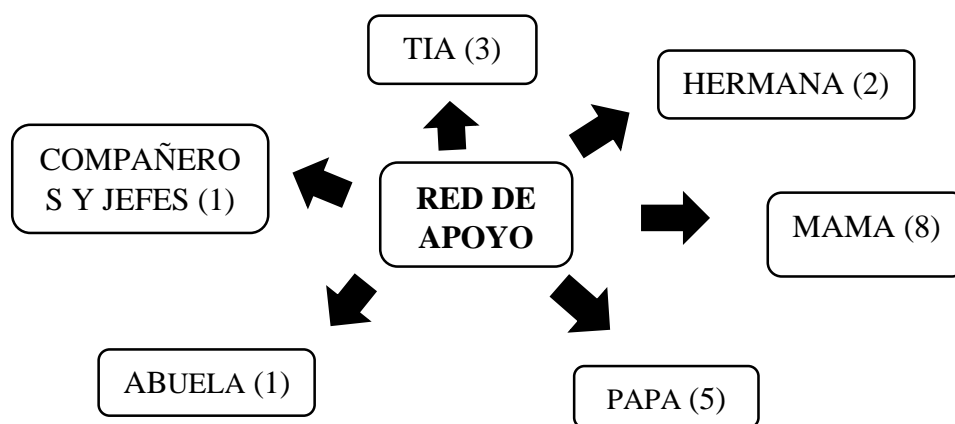 TIA (3)
HERMANA (2)
COMPAÑERO
S Y JEFES (1)
RED DE
APOYO
MAMA (8)
ABUELA (1)
PAPA (5)